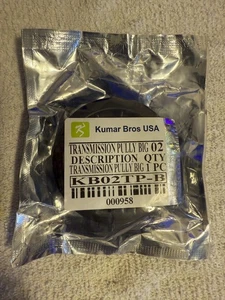 Kumar Bros USA
TRANSMISSION PULLY BIG 02
DESCRIPTION QTY
TRANSMISSION PULLY BIG 1 PC
KB02TP-B
000958